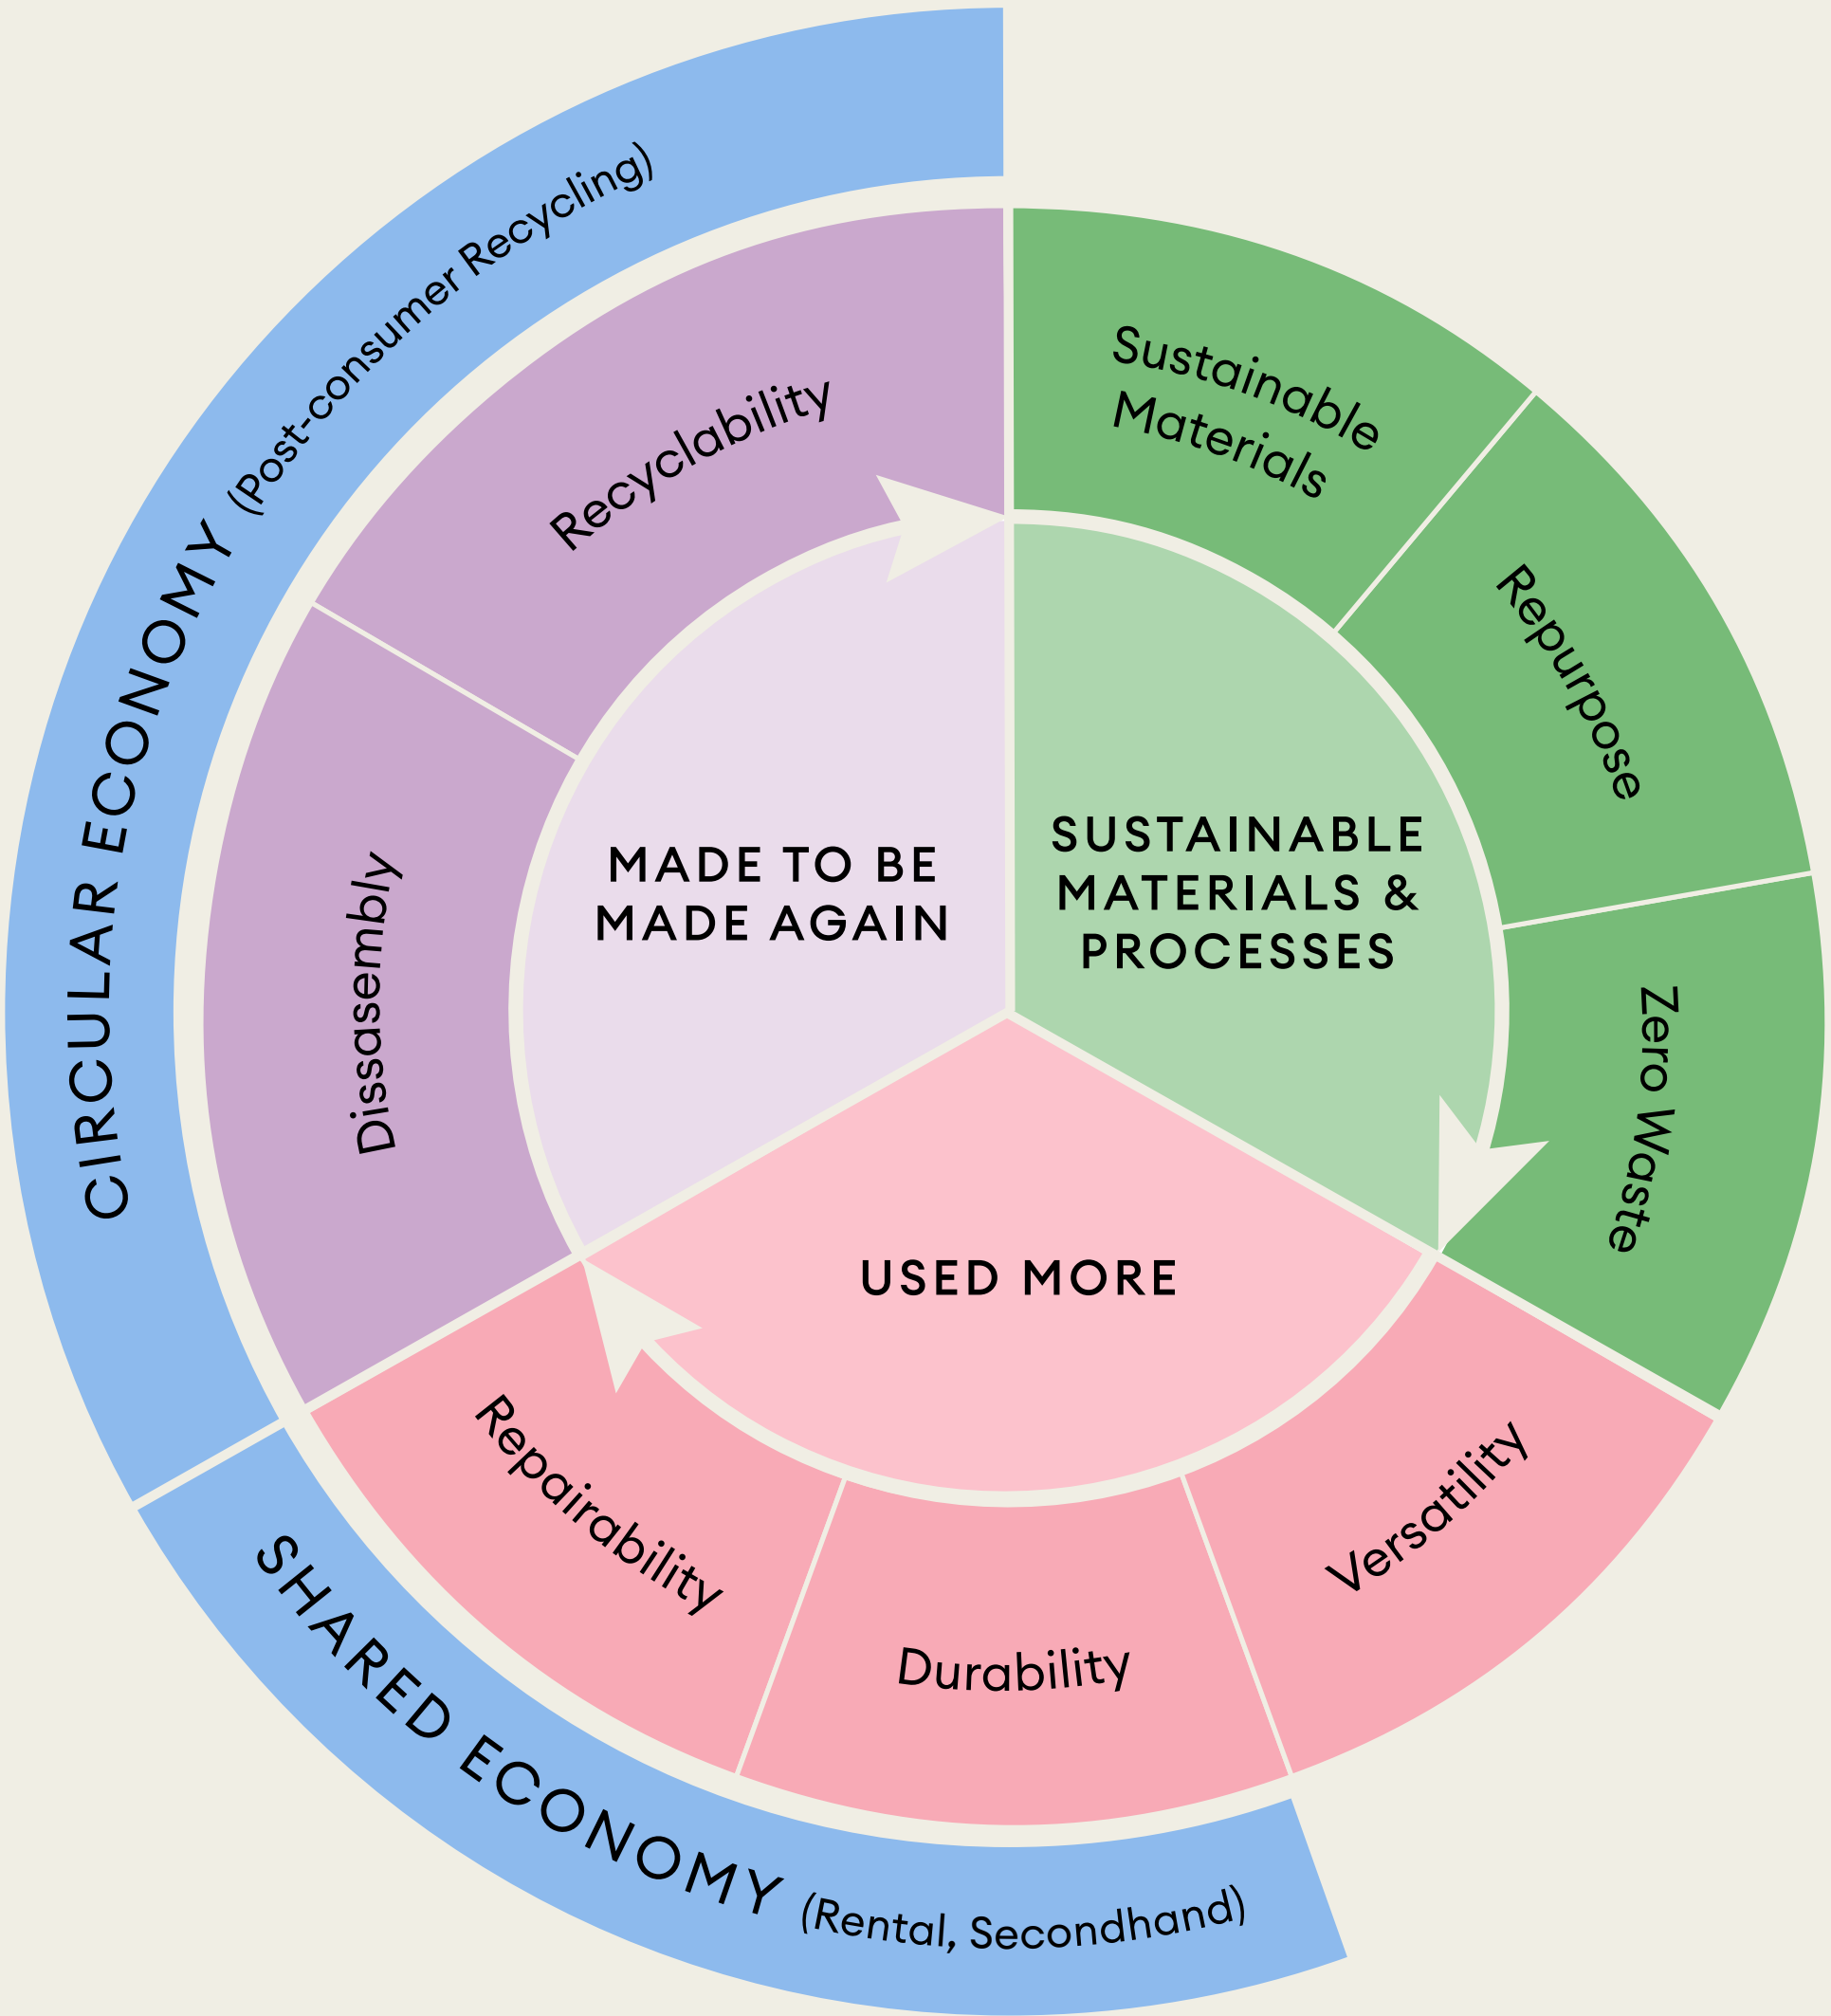 CIRCULAR ECONOMY (Post-consumer Recycling)
SHARED ECONOMY (Rental, Secondhand)
Sustainable
Materials
Repurpose
Zero Waste
Versatility
Durability
Repairability
Dissasembly
Recyclability
SUSTAINABLE
MATERIALS &
PROCESSES
USED MORE
MADE TO BE
MADE AGAIN